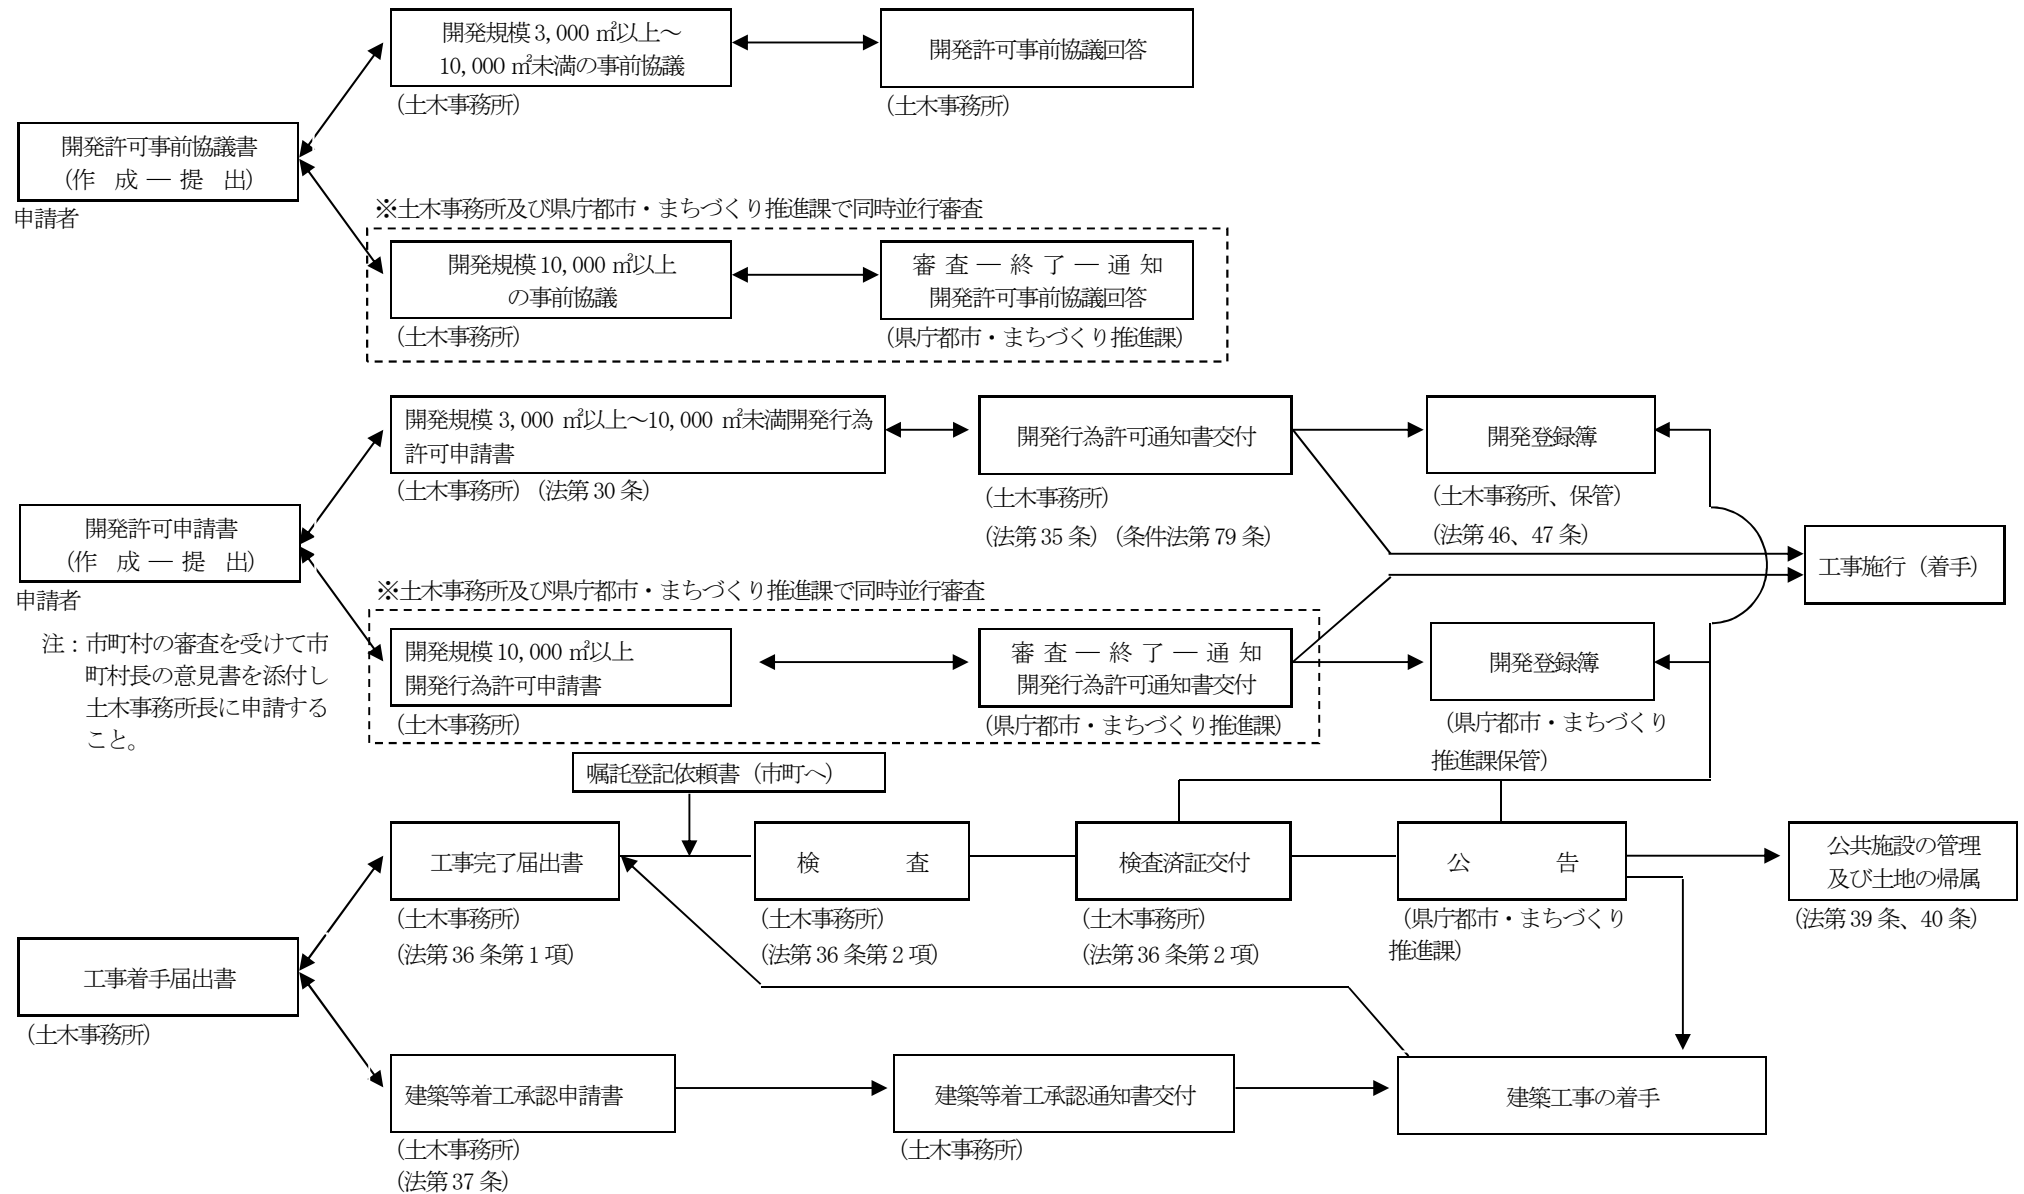 開発規模 3,000 ㎡以上～
10,000 ㎡未満の事前協議
（土木事務所）
開発許可事前協議回答
（土木事務所）
開発許可事前協議書
（作　成 ― 提　出）
申請者
※土木事務所及び県庁都市・まちづくり推進課で同時並行審査
開発規模 10,000 ㎡以上
の事前協議
（土木事務所）
審 査 ― 終 了 ― 通 知
開発許可事前協議回答
（県庁都市・まちづくり推進課）
開発規模 3,000 ㎡以上～10,000 ㎡未満開発行為
許可申請書
（土木事務所）（法第 30 条）
開発行為許可通知書交付
（土木事務所）
（法第 35 条）（条件法第 79 条）
開発登録簿
（土木事務所、保管）
（法第 46、47 条）
工事施行（着手）
開発許可申請書
（作　成 ― 提　出）
申請者
注：市町村の審査を受けて市
町村長の意見書を添付し
土木事務所長に申請する
こと。
※土木事務所及び県庁都市・まちづくり推進課で同時並行審査
開発規模 10,000 ㎡以上
開発行為許可申請書
（土木事務所）
審 査 ― 終 了 ― 通 知
開発行為許可通知書交付
（県庁都市・まちづくり推進課）
開発登録簿
（県庁都市・まちづくり
推進課保管）
嘱託登記依頼書（市町へ）
工事完了届出書
（土木事務所）
（法第 36 条第 1 項）
検　　　　査
（土木事務所）
（法第 36 条第 2 項）
検査済証交付
（土木事務所）
（法第 36 条第 2 項）
公　　　　告
（県庁都市・まちづくり
推進課）
公共施設の管理
及び土地の帰属
（法第 39 条、40 条）
工事着手届出書
（土木事務所）
建築等着工承認申請書
（土木事務所）
（法第 37 条）
建築等着工承認通知書交付
（土木事務所）
建築工事の着手